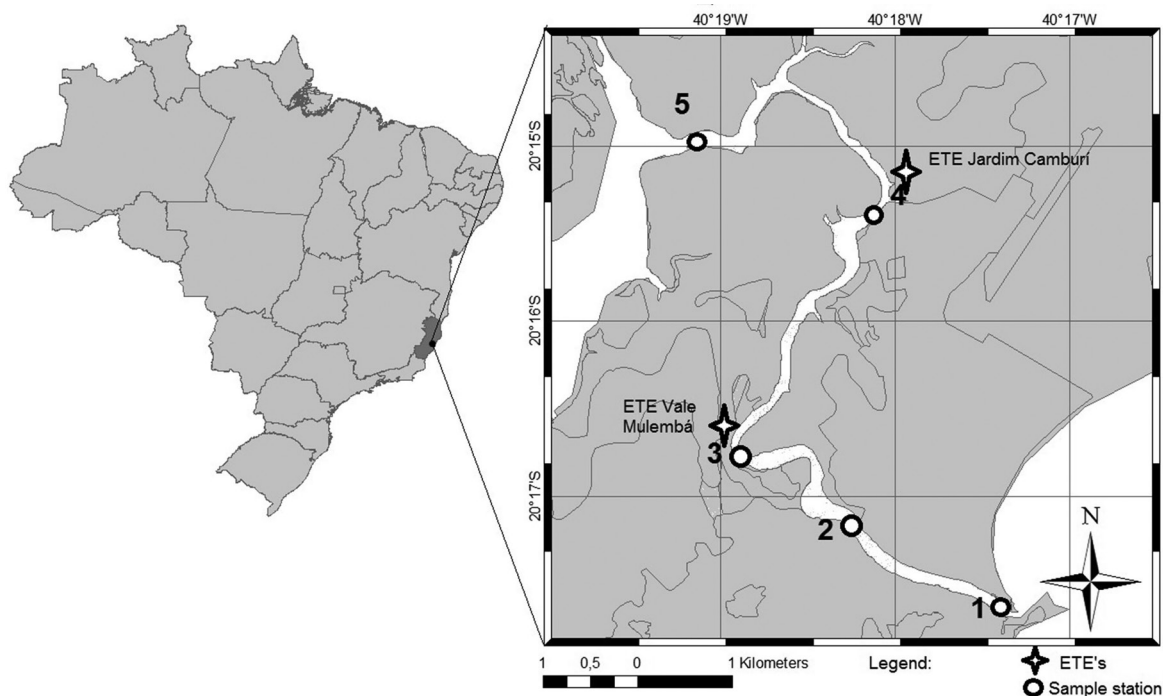 40°19'W 40°18'W 40°17'W
5
20°15'S
ETE Jardim Camburí
4
20°16'S
ETE Vale
Mulembá
3
20°17'S
2
N
1
1 0,5 0 1 Kilometers
Legend:
ETE's
Sample station